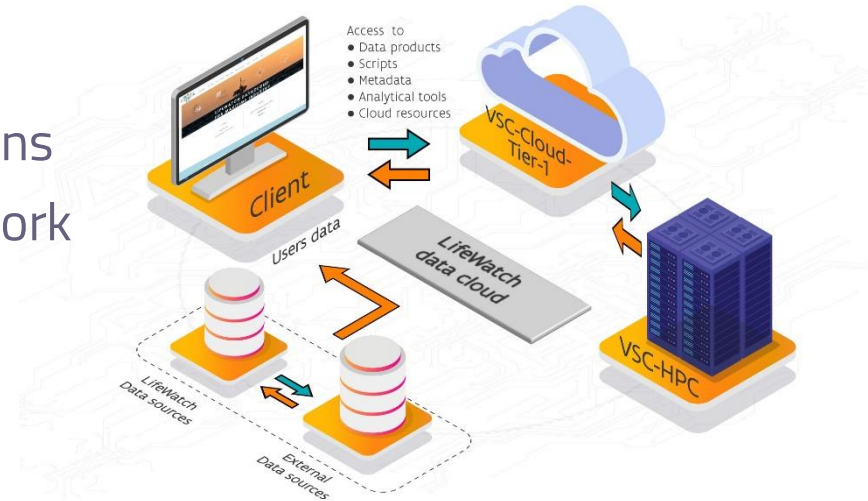 Access to
• Data products
• Scripts
• Metadata
• Analytical tools
• Cloud resources
ns
ork
VSC-Cloud-
Tier-1
Client
Users data
LifeWatch
data cloud
VSC-HPC
LifeWatch
Data sources
External
Data sources